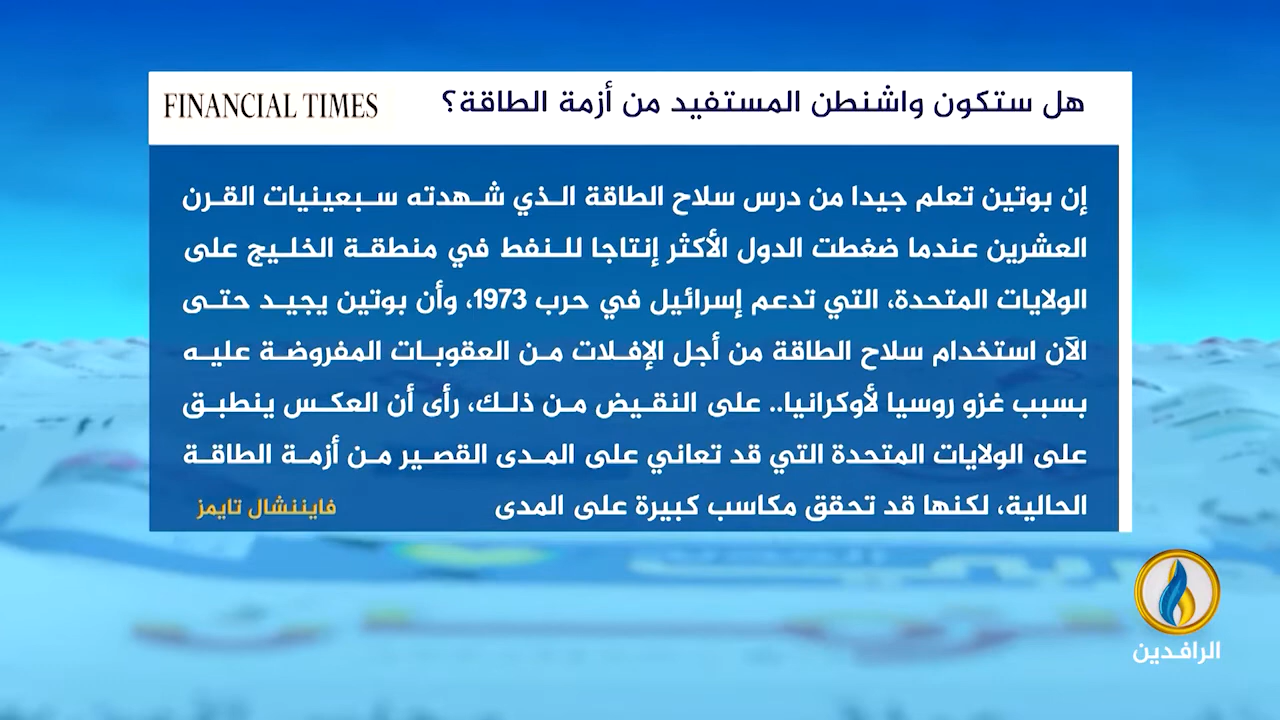 هل ستكون واشنطن المستفيد من أزمة الطاقة؟
FINANCIAL TIMES
إن بوتين تعلم جيدا من درس سلاح الطاقة الذي شهدته سبعينيات القرن
العشرين عندما ضغطت الدول الأكثر إنتاجا للنفط في منطقة الخليج على
الولايات المتحدة، التي تدعم إسرائيل في حرب 1973، وأن بوتين يجيد حتى
الآن استخدام سلاح الطاقة من أجل الإفلات من العقوبات المفروضة عليه
بسبب غزو روسيا لأوكرانيا.. على النقيض من ذلك، رأى أن العكس ينطبق
على الولايات المتحدة التي قد تعاني على المدى القصير من أزمة الطاقة
الحالية، لكنها قد تحقق مكاسب كبيرة على المدى
فايننشال تايمز
الرافدين